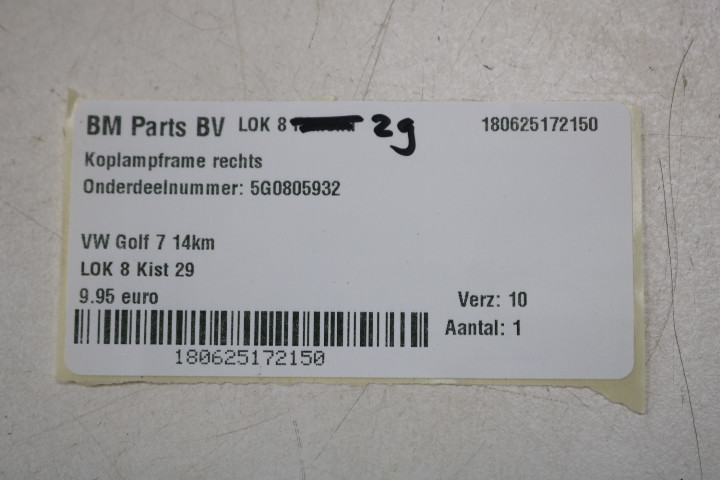 BM Parts BV LOK 8 29 180625172150
Koplampframe rechts
Onderdeelnummer: 5G0805932
VW Golf 7 14km
LOK 8 Kist 29
9.95 euro Verz: 10
Aantal: 1
180625172150